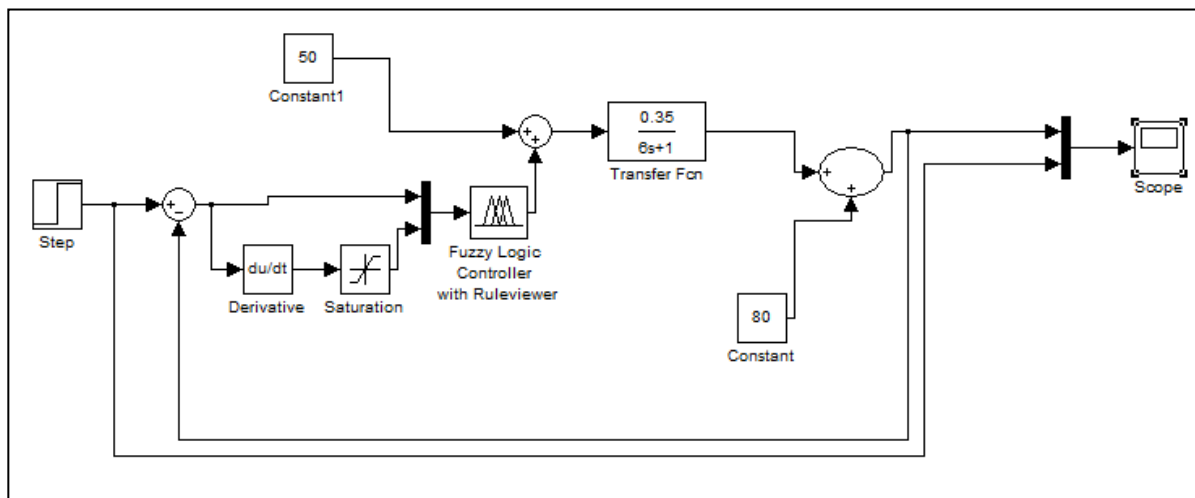 50
Constant1
+
+
0.35
6s+1
Transfer Fcn
+
+
Scope
+
−
Step
Fuzzy Logic
Controller
with Ruleviewer
du/dt
Derivative
Saturation
80
Constant